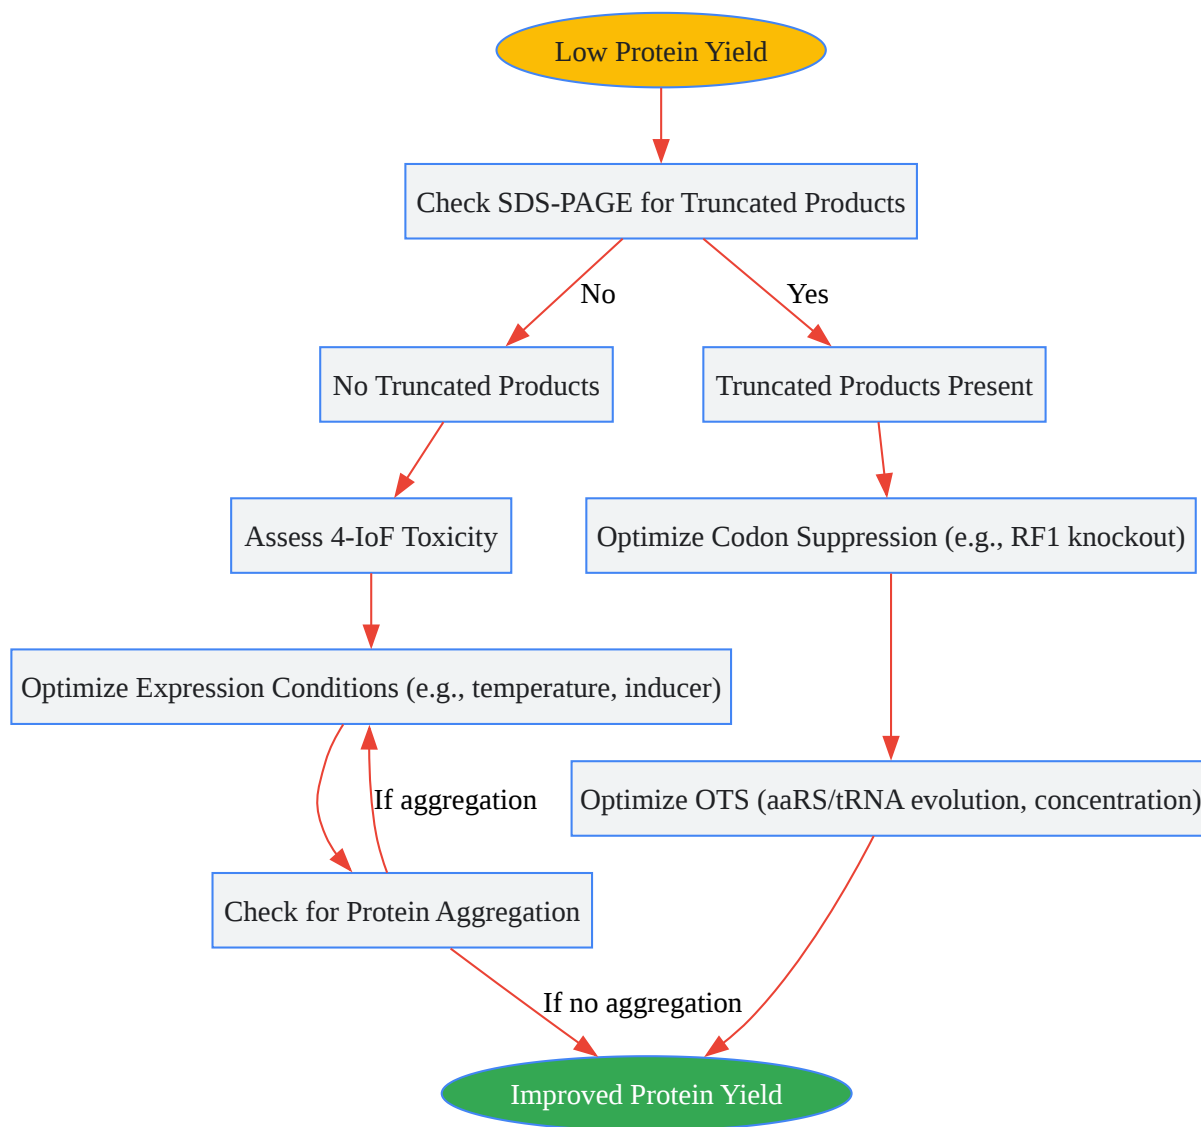 Low Protein Yield
Check SDS-PAGE for Truncated Products
No
Yes
No Truncated Products
Truncated Products Present
Assess 4-IoF Toxicity
Optimize Codon Suppression (e.g., RF1 knockout)
Optimize Expression Conditions (e.g., temperature, inducer)
If aggregation
Optimize OTS (aaRS/tRNA evolution, concentration)
Check for Protein Aggregation
If no aggregation
Improved Protein Yield